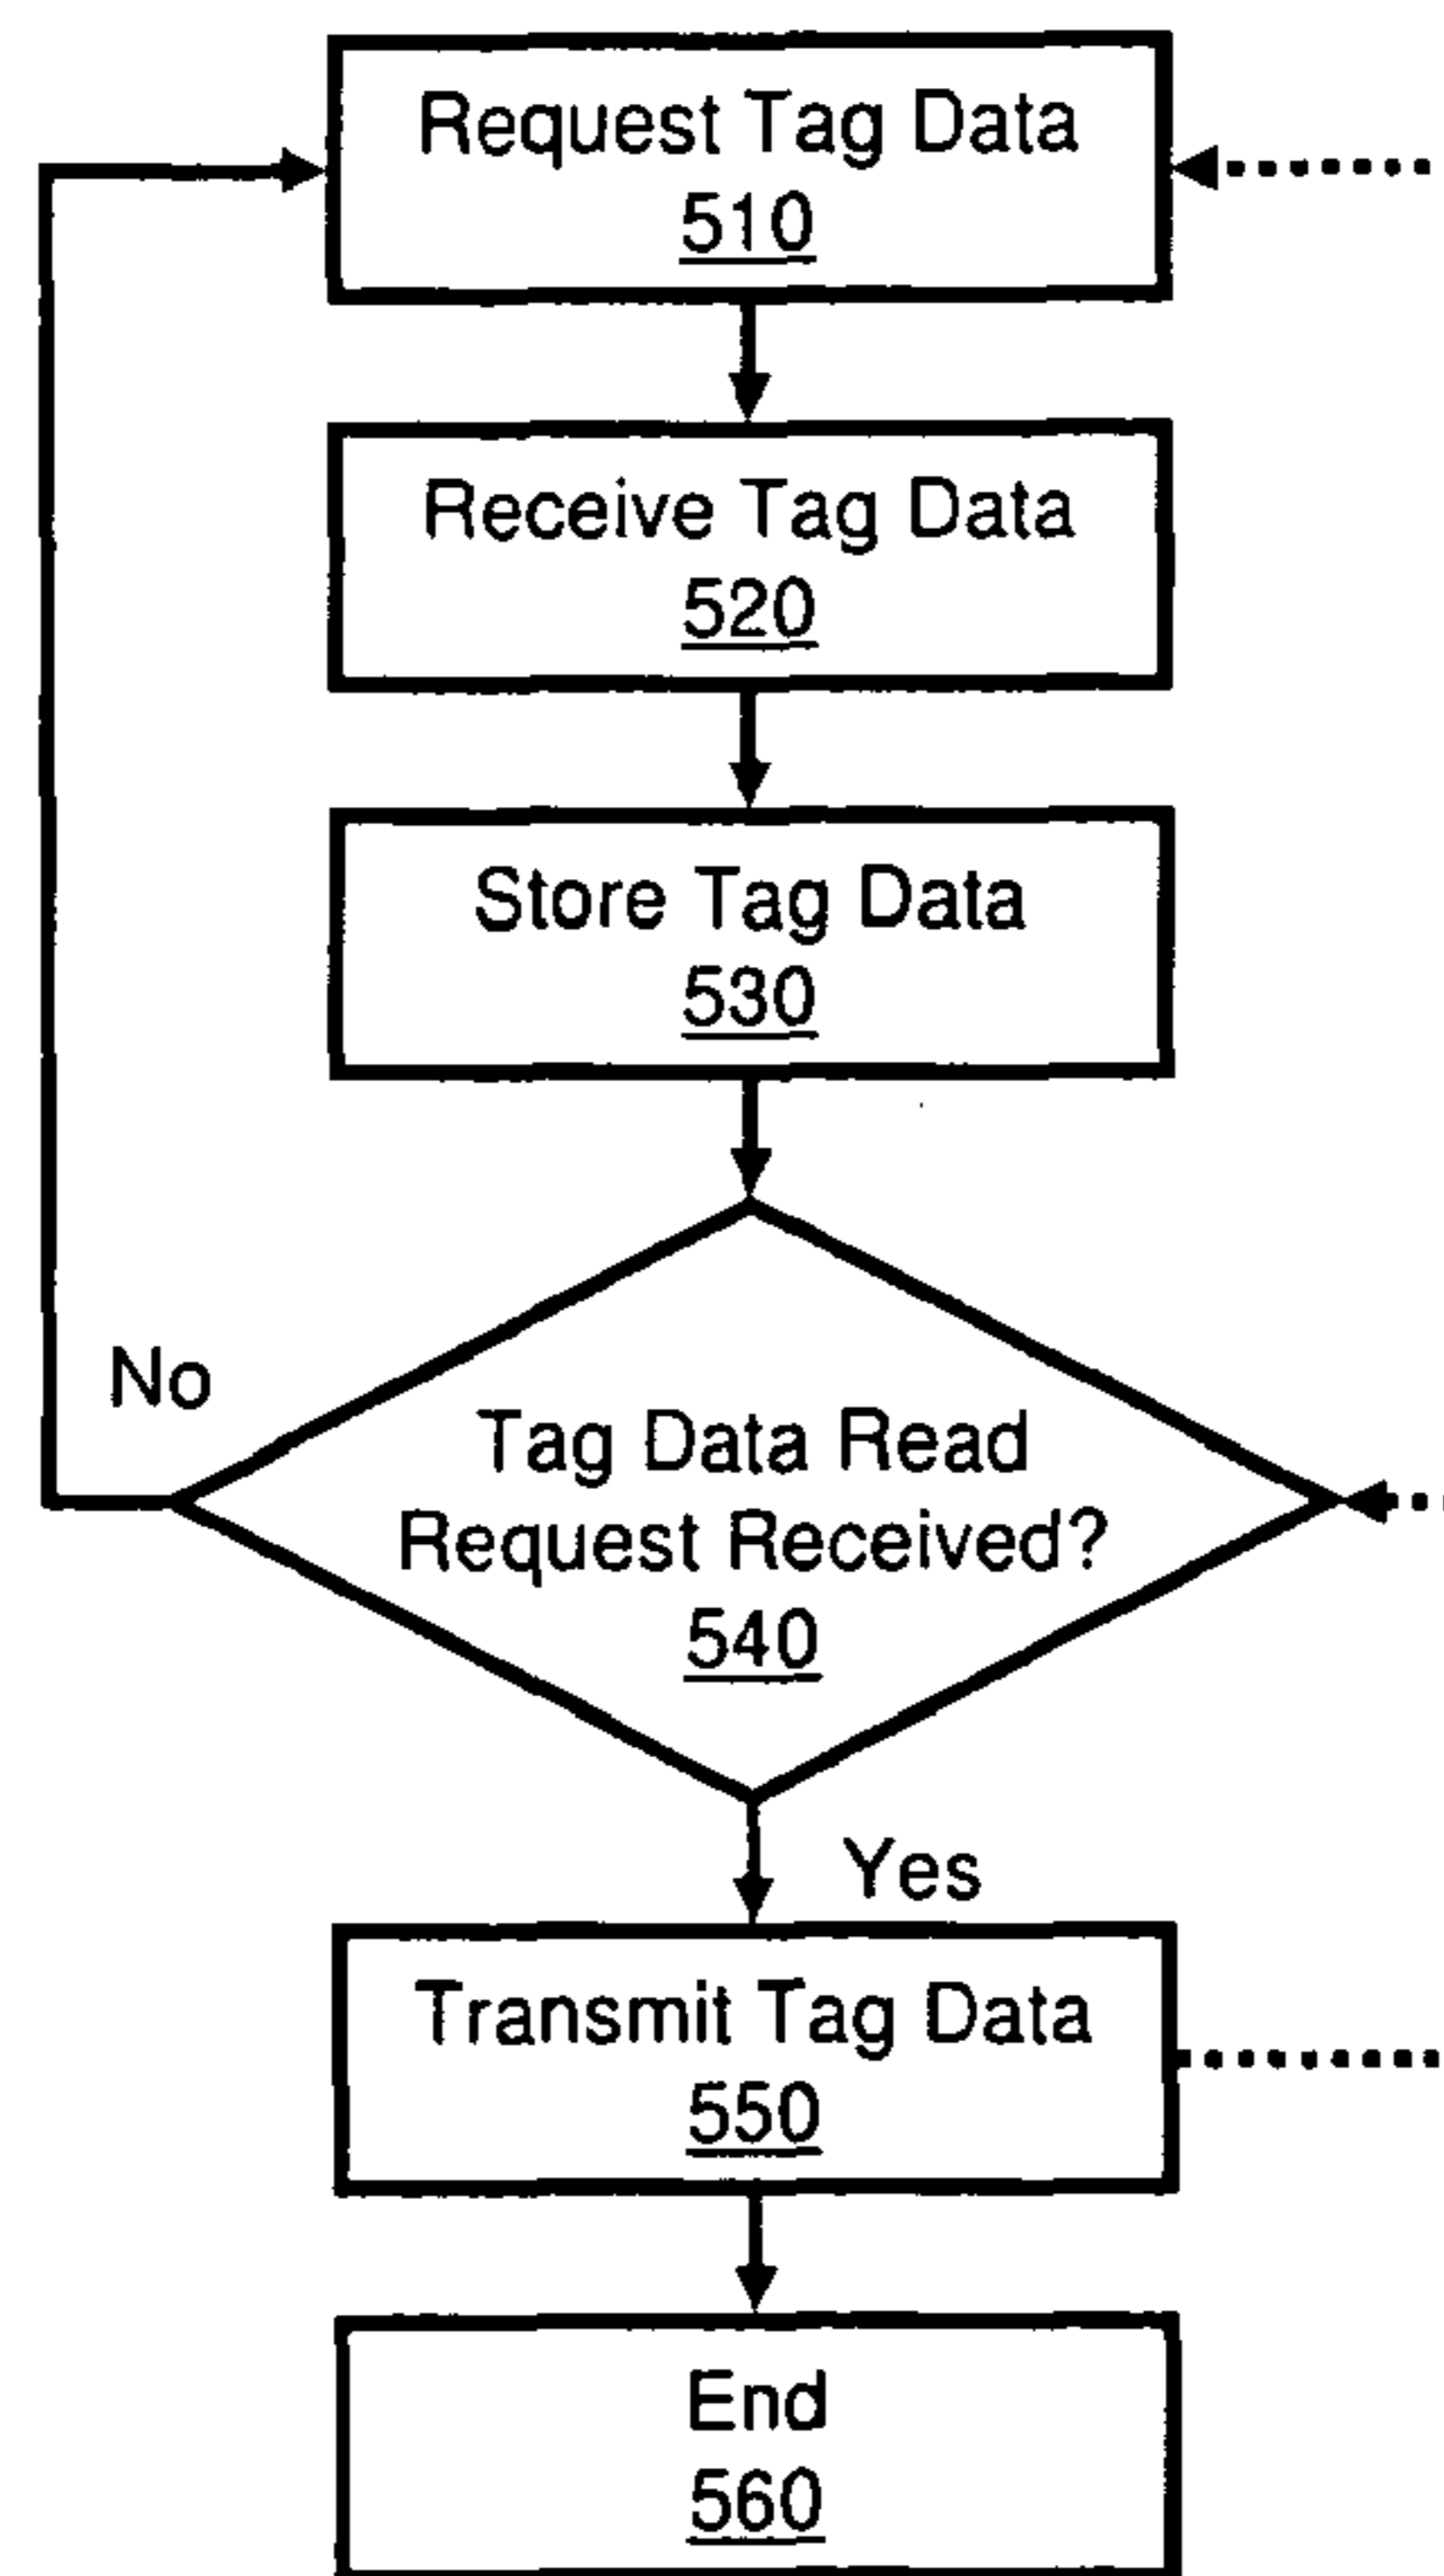 Request Tag Data
510
Receive Tag Data
520
Store Tag Data
530
No
Tag Data Read
Request Received?
540
Yes
Transmit Tag Data
550
End
560